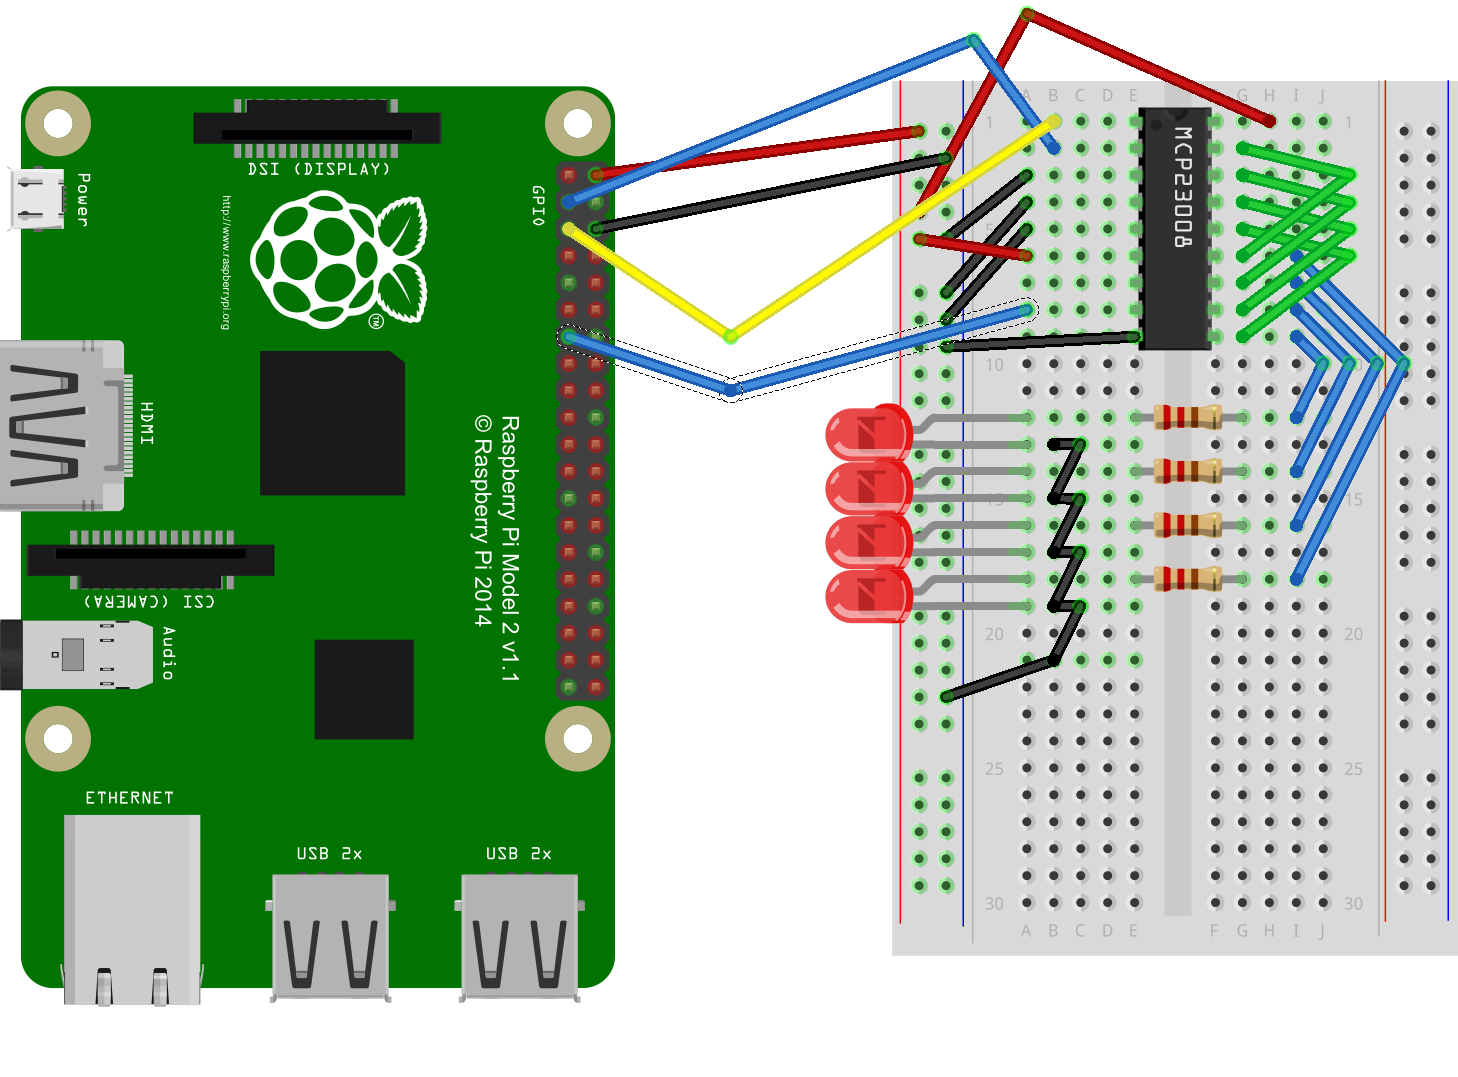 DSI (DISPLAY)
Power
GPIO
http://www.raspberrypi.org
TM
HDMI
Raspberry Pi Model 2 v1.1
© Raspberry Pi 2014
CSI (CAMERA)
Audio
ETHERNET
USB 2x
USB 2x
A B C D E G H I J
1 1
MCP23008
10
15 15
20 20
25 25
30 30
A B C D E F G H I J